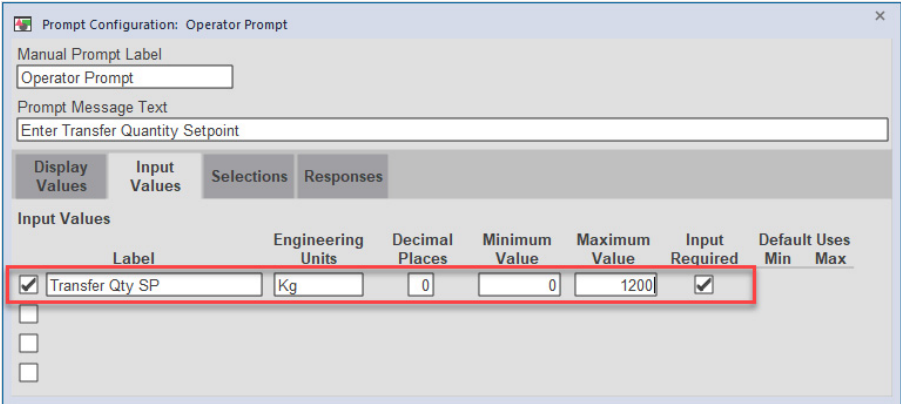 Prompt Configuration: Operator Prompt
Manual Prompt Label
Operator Prompt
Prompt Message Text
Enter Transfer Quantity Setpoint
Display Values
Input Values
Selections
Responses
Input Values
Label
Engineering Units
Decimal Places
Minimum Value
Maximum Value
Input Required
Default Uses
Min Max
Transfer Qty SP Kg 0 0 1200